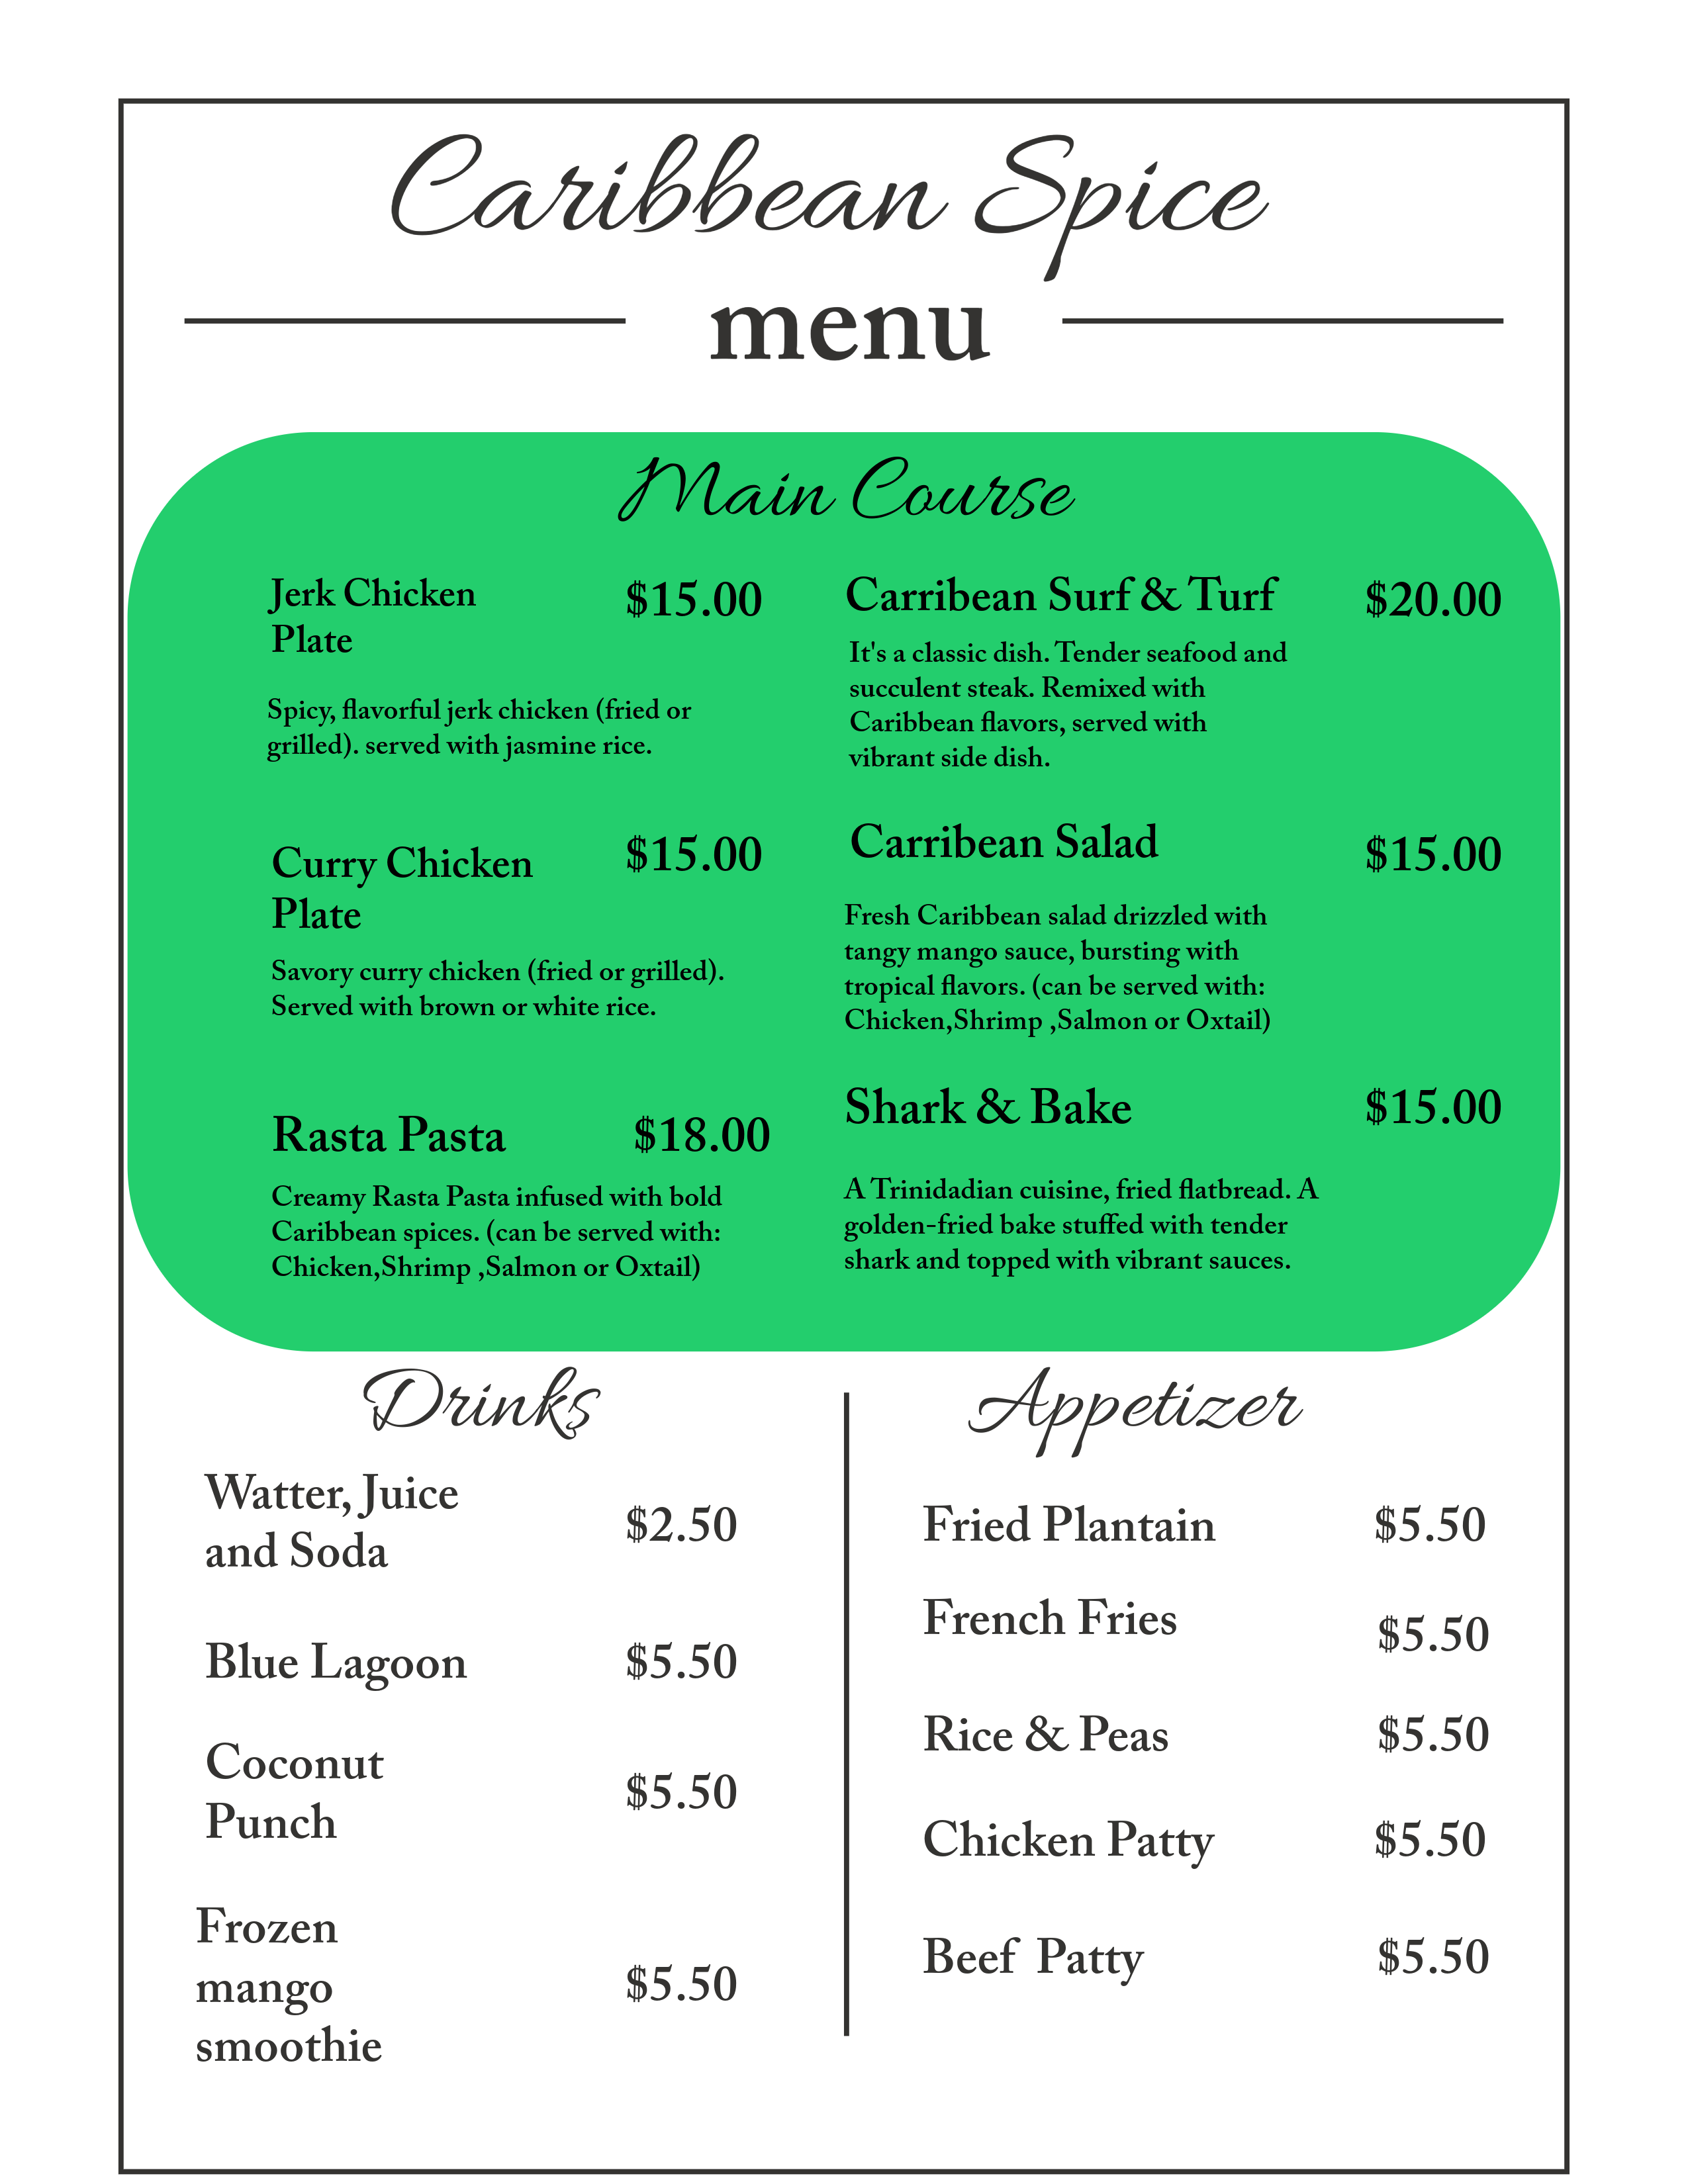 Caribbean Spice
menu
Main Course
Jerk Chicken
Plate
$15.00
Spicy, flavorful jerk chicken (fried or
grilled). served with jasmine rice.
Curry Chicken
Plate
$15.00
Savory curry chicken (fried or grilled).
Served with brown or white rice.
Rasta Pasta
$18.00
Creamy Rasta Pasta infused with bold
Caribbean spices. (can be served with:
Chicken,Shrimp ,Salmon or Oxtail)
Carribean Surf & Turf
$20.00
It's a classic dish. Tender seafood and
succulent steak. Remixed with
Caribbean flavors, served with
vibrant side dish.
Carribean Salad
$15.00
Fresh Caribbean salad drizzled with
tangy mango sauce, bursting with
tropical flavors. (can be served with:
Chicken,Shrimp ,Salmon or Oxtail)
Shark & Bake
$15.00
A Trinidadian cuisine, fried flatbread. A
golden-fried bake stuffed with tender
shark and topped with vibrant sauces.
Drinks
Watter, Juice
and Soda
$2.50
Blue Lagoon
$5.50
Coconut
Punch
$5.50
Frozen
mango
smoothie
$5.50
Appetizer
Fried Plantain
$5.50
French Fries
$5.50
Rice & Peas
$5.50
Chicken Patty
$5.50
Beef Patty
$5.50